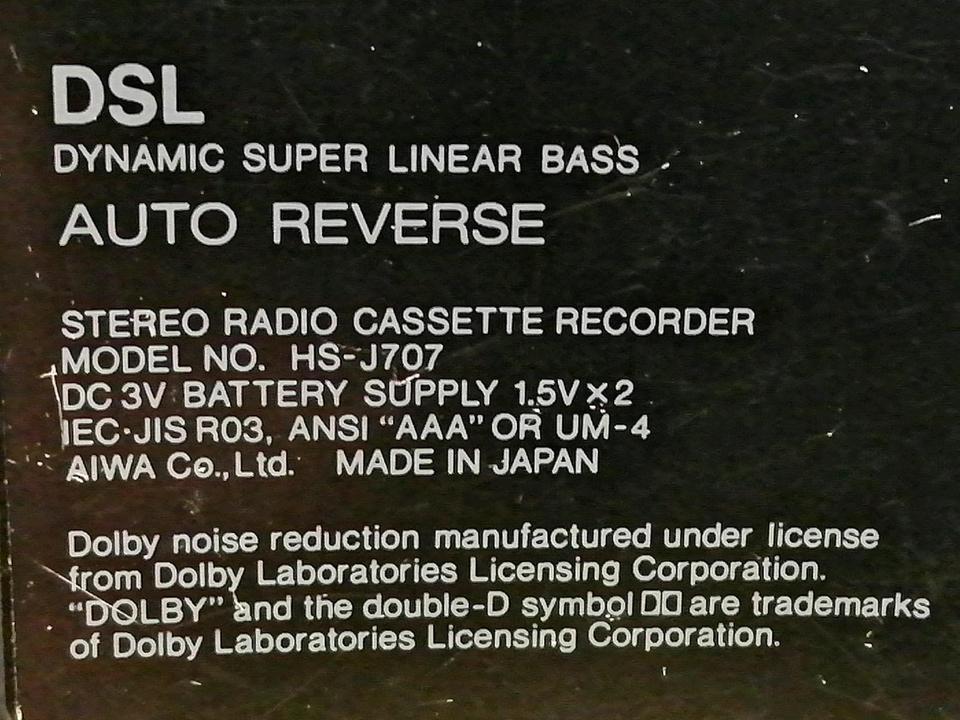 DSL
DYNAMIC SUPER LINEAR BASS
AUTO REVERSE
STEREO RADIO CASSETTE RECORDER
MODEL NO. HS-J707
DC 3V BATTERY SUPPLY 1.5V×2
IEC·JIS R03, ANSI “AAA” OR UM-4
AIWA Co., Ltd. MADE IN JAPAN
Dolby noise reduction manufactured under license
from Dolby Laboratories Licensing Corporation.
“DOLBY” and the double-D symbol DD are trademarks
of Dolby Laboratories Licensing Corporation.